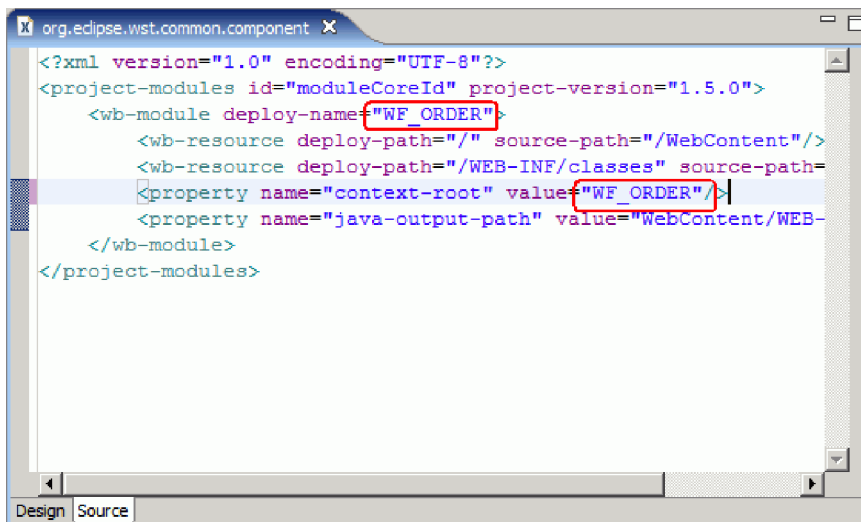 org.eclipse.wst.common.component
<?xml version="1.0" encoding="UTF-8"?>
<project-modules id="moduleCoreId" project-version="1.5.0">
<wb-module deploy-name="WF_ORDER">
<wb-resource deploy-path="/" source-path="/WebContent"/>
<wb-resource deploy-path="/WEB-INF/classes" source-path=
<property name="context-root" value="WF_ORDER"/>
<property name="java-output-path" value="WebContent/WEB-
</wb-module>
</project-modules>
Design Source